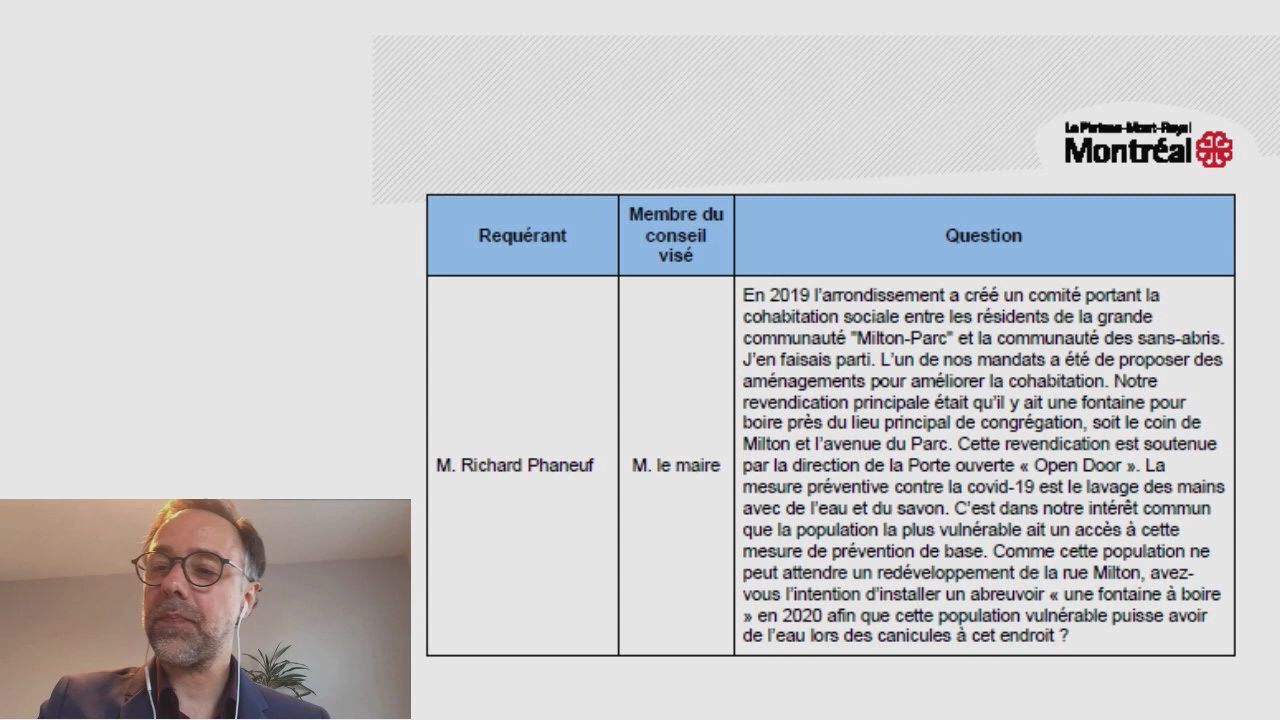 Le Plateau-Mont-Royal
Montréal
Requérant
Membre du
conseil
visé
Question
M. Richard Phaneuf
M. le maire
En 2019 l'arrondissement a créé un comité portant la
cohabitation sociale entre les résidents de la grande
communauté "Milton-Parc" et la communauté des sans-abris.
J'en faisais parti. L'un de nos mandats a été de proposer des
aménagements pour améliorer la cohabitation. Notre
revendication principale était qu'il y ait une fontaine pour
boire près du lieu principal de congrégation, soit le coin de
Milton et l'avenue du Parc. Cette revendication est soutenue
par la direction de la Porte ouverte « Open Door ». La
mesure préventive contre la covid-19 est le lavage des mains
avec de l'eau et du savon. C'est dans notre intérêt commun
que la population la plus vulnérable ait un accès à cette
mesure de prévention de base. Comme cette population ne
peut attendre un redéveloppement de la rue Milton, avez-
vous l'intention d'installer un abreuvoir « une fontaine à boire
» en 2020 afin que cette population vulnérable puisse avoir
de l'eau lors des canicules à cet endroit ?